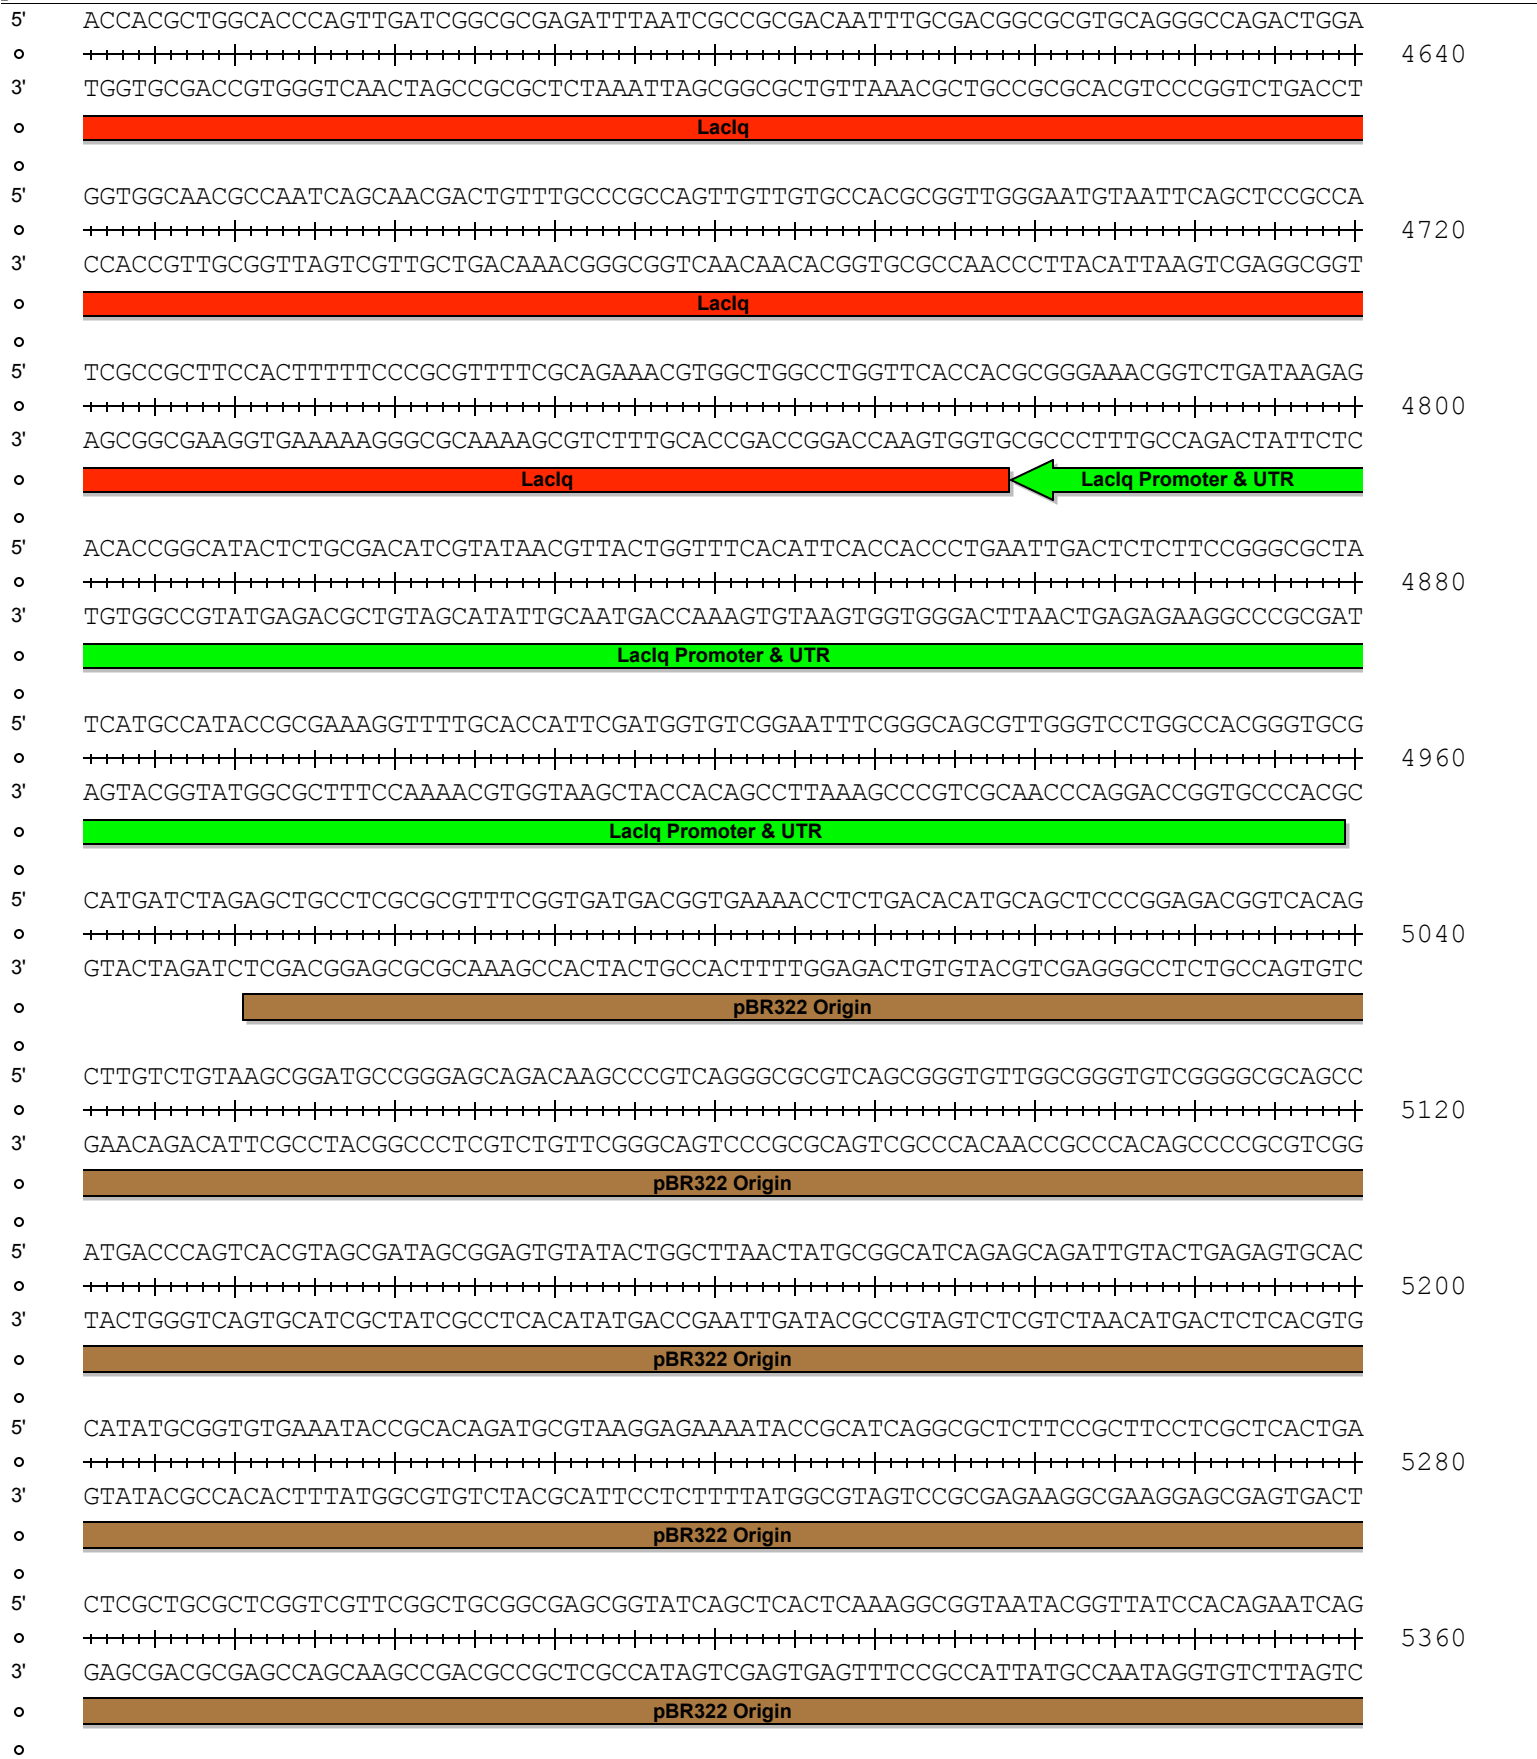 5' ACCACGCTGGCACCCAGTTGATCGGCGCGAGATTTAATCGCCGCGACAATTTGCGACGGCGCGTGCAGGGCCAGACTGGA
4640
3' TGGTGCGACCGTGGGTCAACTAGCCGCGCTCTAAATTAGCGGCGCTGTTAAACGCTGCCGCGCACGTCCCGGTCTGACCT
LacIq
5' GGTGGCAACGCCAATCAGCAACGACTGTTTGCCCGCCAGTTGTTGTGCCACGCGGTTGGGAATGTAATTCAGCTCCGCCA
4720
3' CCACCGTTGCGGTTAGTCGTTGCTGACAAACGGGCGGTCAACAACACGGTGCGCCAACCCTTACATTAAGTCGAGGCGGT
LacIq
5' TCGCCGCTTCCACTTTTTCCCGCGTTTTCGCAGAAACGTGGCTGGCCTGGTTCACCACGCGGGAAACGGTCTGATAAGAG
4800
3' AGCGGCGAAGGTGAAAAAGGGCGCAAAAGCGTCTTTGCACCGACCGGACCAAGTGGTGCGCCCTTTGCCAGACTATTCTC
LacIq LacIq Promoter & UTR
5' ACACCGGCATACTCTGCGACATCGTATAACGTTACTGGTTTCACATTCACCACCCTGAATTGACTCTCTTCCGGGCGCTA
4880
3' TGTGGCCGTATGAGACGCTGTAGCATATTGCAATGACCAAAGTGTAAGTGGTGGGACTTAACTGAGAGAAGGCCCGCGAT
LacIq Promoter & UTR
5' TCATGCCATACCGCGAAAGGTTTTGCACCATTCGATGGTGTCGGAATTTCGGGCAGCGTTGGGTCCTGGCCACGGGTGCG
4960
3' AGTACGGTATGGCGCTTTCCAAAACGTGGTAAGCTACCACAGCCTTAAAGCCCGTCGCAACCCAGGACCGGTGCCCACGC
LacIq Promoter & UTR
5' CATGATCTAGAGCTGCCTCGCGCGTTTCGGTGATGACGGTGAAAACCTCTGACACATGCAGCTCCCGGAGACGGTCACAG
5040
3' GTACTAGATCTCGACGGAGCGCGCAAAGCCACTACTGCCACTTTTGGAGACTGTGTACGTCGAGGGCCTCTGCCAGTGTC
pBR322 Origin
5' CTTGTCTGTAAGCGGATGCCGGGAGCAGACAAGCCCGTCAGGGCGCGTCAGCGGGTGTTGGCGGGTGTCGGGGCGCAGCC
5120
3' GAACAGACATTCGCCTACGGCCCTCGTCTGTTCGGGCAGTCCCGCGCAGTCGCCCACAACCGCCCACAGCCCCGCGTCGG
pBR322 Origin
5' ATGACCCAGTCACGTAGCGATAGCGGAGTGTATACTGGCTTAACTATGCGGCATCAGAGCAGATTGTACTGAGAGTGCAC
5200
3' TACTGGGTCAGTGCATCGCTATCGCCTCACATATGACCGAATTGATACGCCGTAGTCTCGTCTAACATGACTCTCACGTG
pBR322 Origin
5' CATATGCGGTGTGAAATACCGCACAGATGCGTAAGGAGAAAATACCGCATCAGGCGCTCTTCCGCTTCCTCGCTCACTGA
5280
3' GTATACGCCACACTTTATGGCGTGTCTACGCATTCCTCTTTTATGGCGTAGTCCGCGAGAAGGCGAAGGAGCGAGTGACT
pBR322 Origin
5' CTCGCTGCGCTCGGTCGTTCGGCTGCGGCGAGCGGTATCAGCTCACTCAAAGGCGGTAATACGGTTATCCACAGAATCAG
5360
3' GAGCGACGCGAGCCAGCAAGCCGACGCCGCTCGCCATAGTCGAGTGAGTTTCCGCCATTATGCCAATAGGTGTCTTAGTC
pBR322 Origin